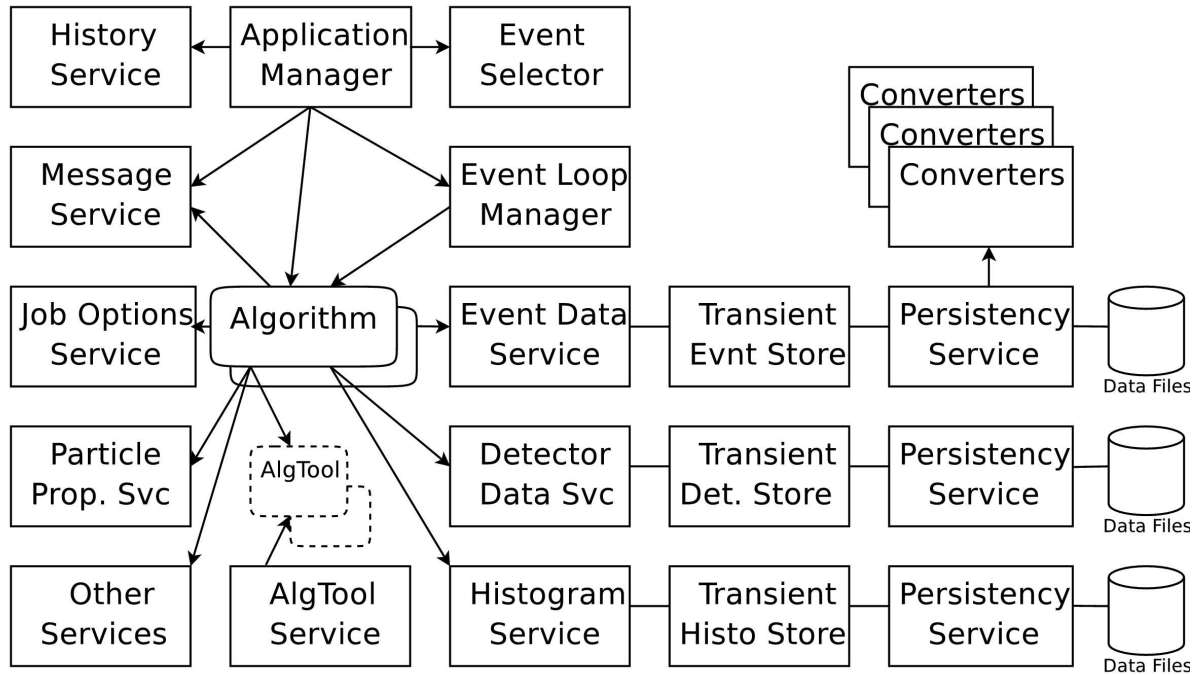 History
Service
Application
Manager
Event
Selector
Converters
Converters
Converters
Message
Service
Event Loop
Manager
Job Options
Service
Algorithm
Event Data
Service
Transient
Evnt Store
Persistency
Service
Data Files
Particle
Prop. Svc
AlgTool
Detector
Data Svc
Transient
Det. Store
Persistency
Service
Data Files
Other
Services
AlgTool
Service
Histogram
Service
Transient
Histo Store
Persistency
Service
Data Files